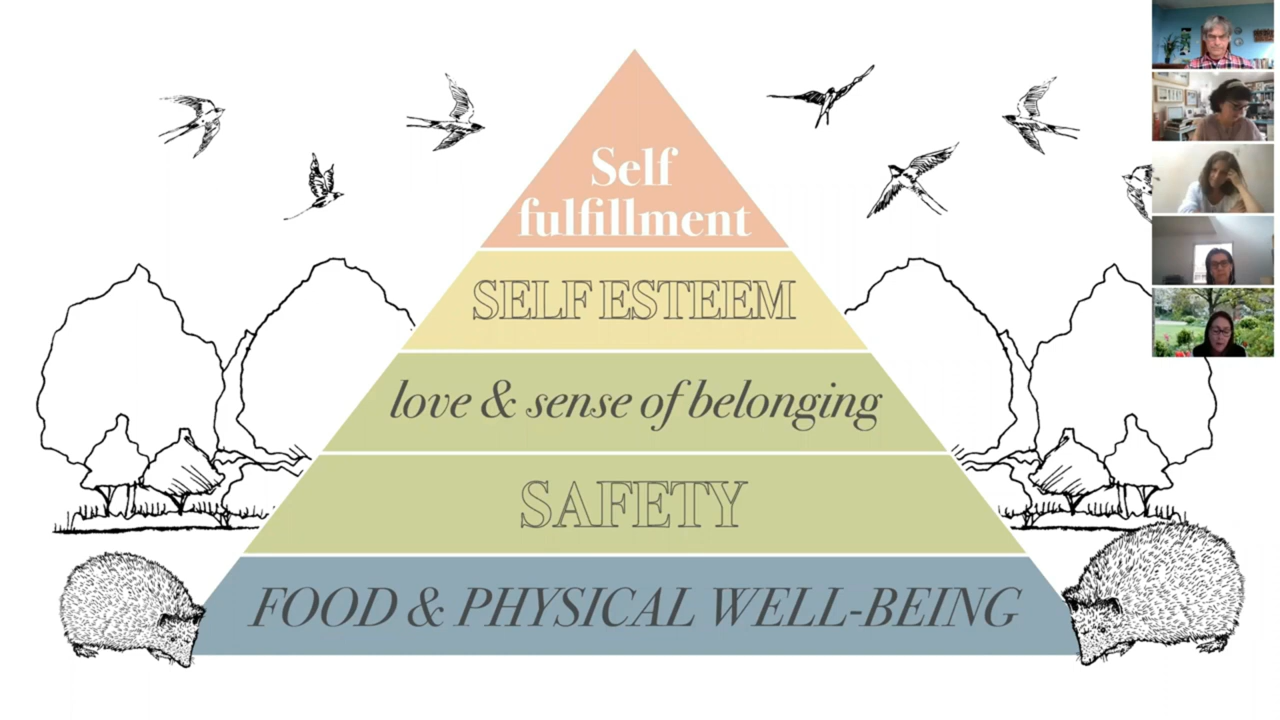 Self
fulfillment
SELF ESTEEM
love & sense of belonging
SAFETY
FOOD & PHYSICAL WELL-BEING